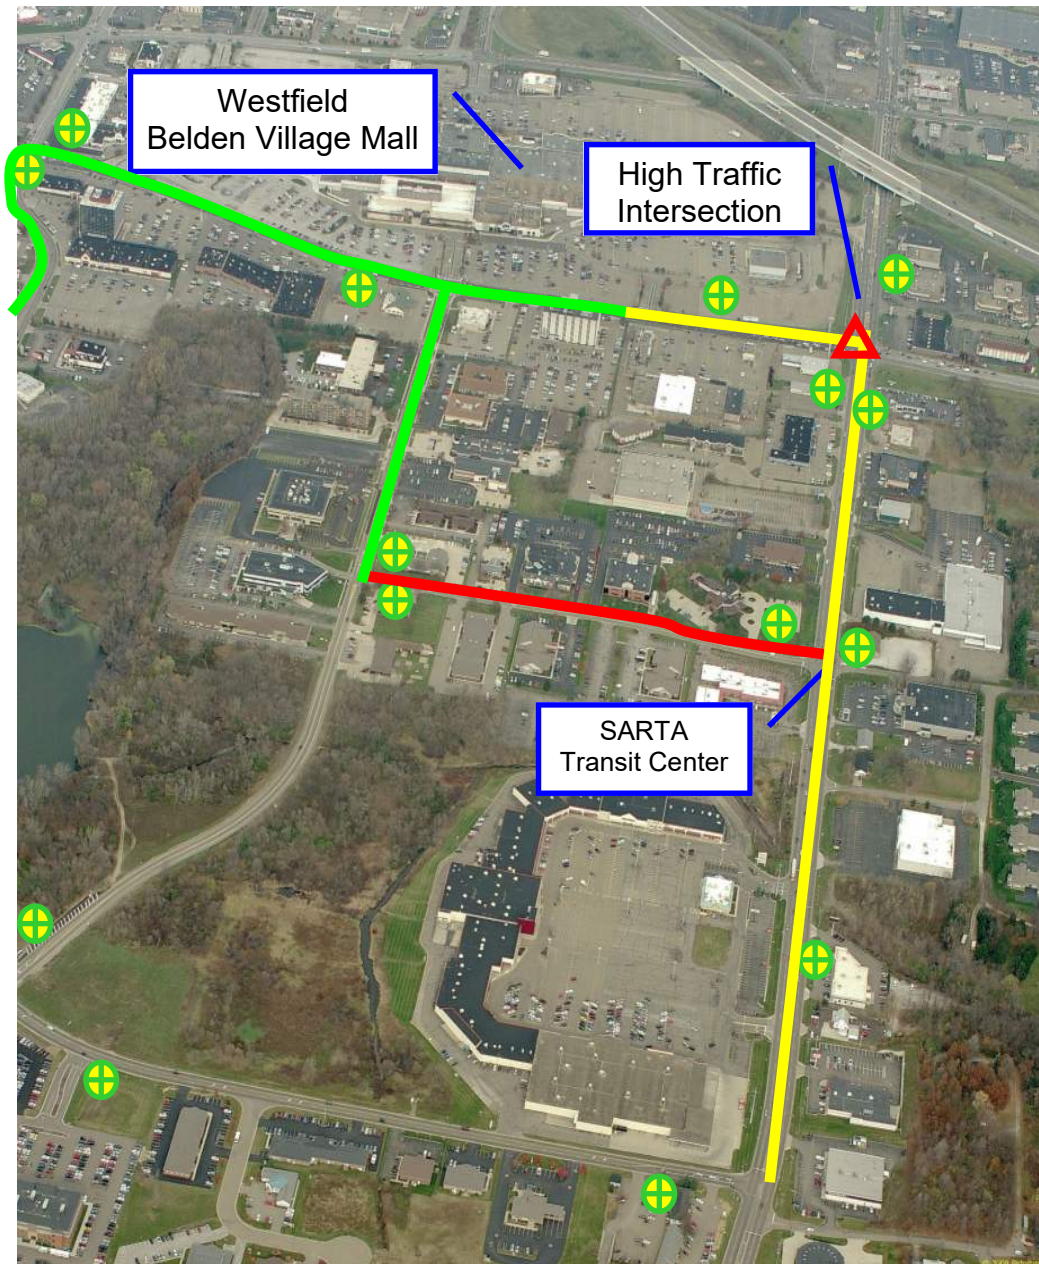 Westfield
Belden Village Mall
High Traffic
Intersection
SARTA
Transit Center